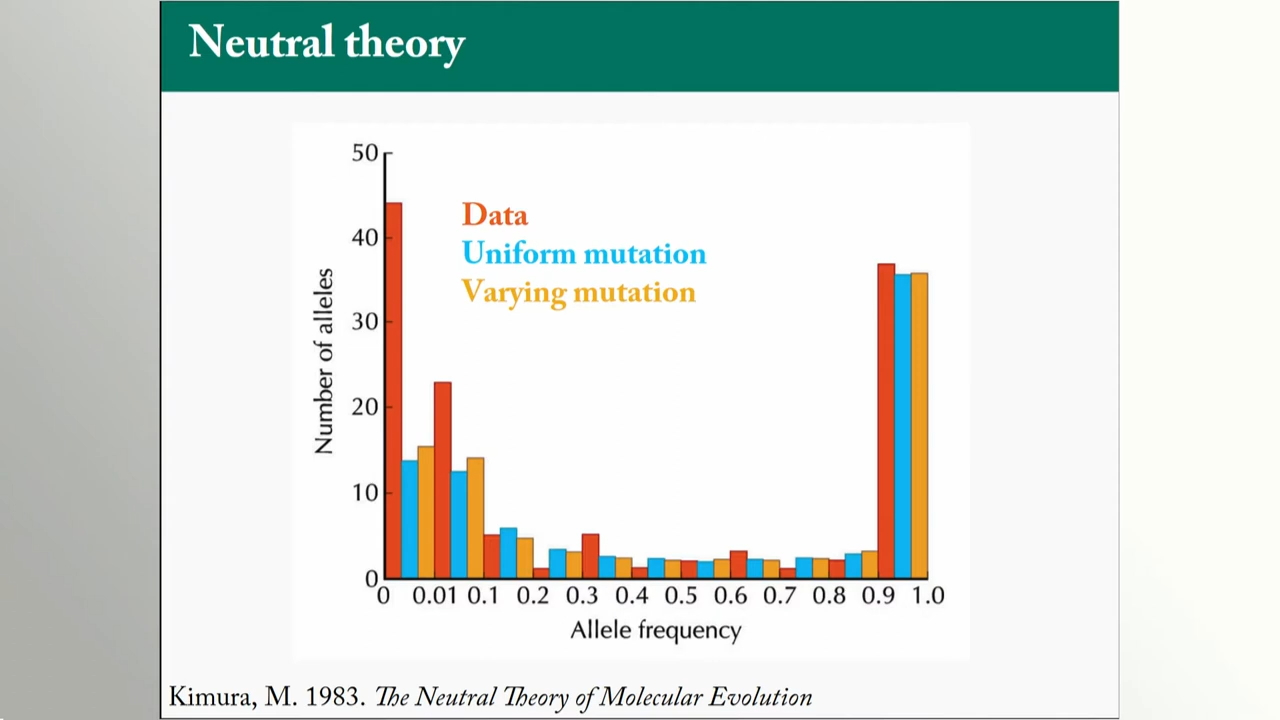 Neutral theory
50
40
30
20
10
0
Number of alleles
Data
Uniform mutation
Varying mutation
0 0.01 0.1 0.2 0.3 0.4 0.5 0.6 0.7 0.8 0.9 1.0
Allele frequency
Kimura, M. 1983. The Neutral Theory of Molecular Evolution